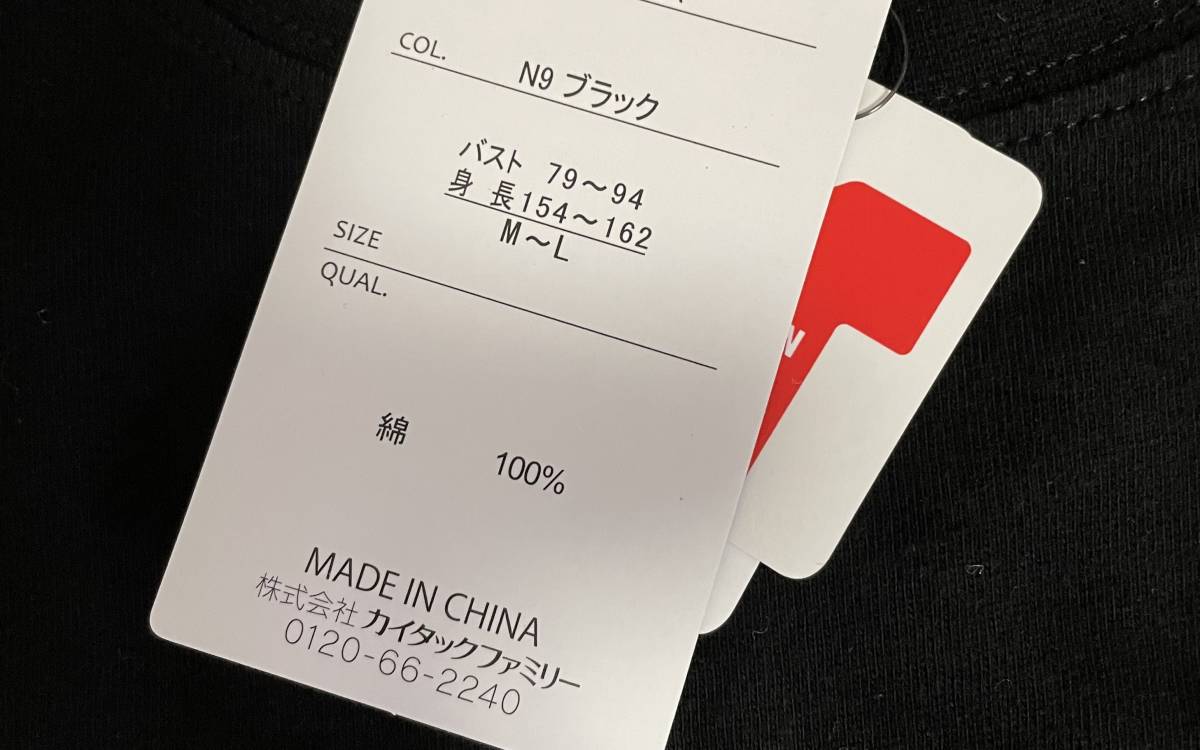 COL.
N9 ブラック
バスト 79～94
身 長154～162
SIZE
M～L
QUAL.
綿 100%
MADE IN CHINA
株式会社 カイタックファミリー
0120-66-2240